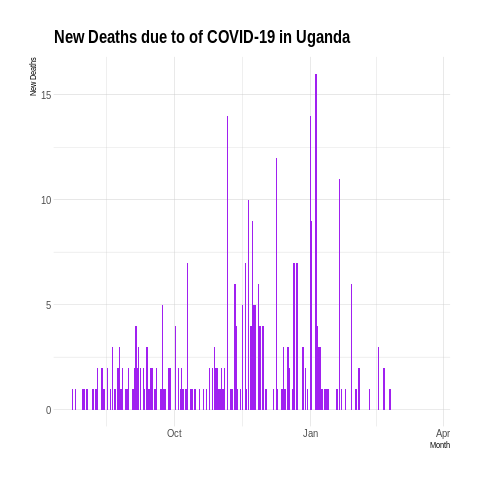 New Deaths due to of COVID-19 in Uganda
New Deaths
15
10
5
0
Oct
Jan
Apr
Month